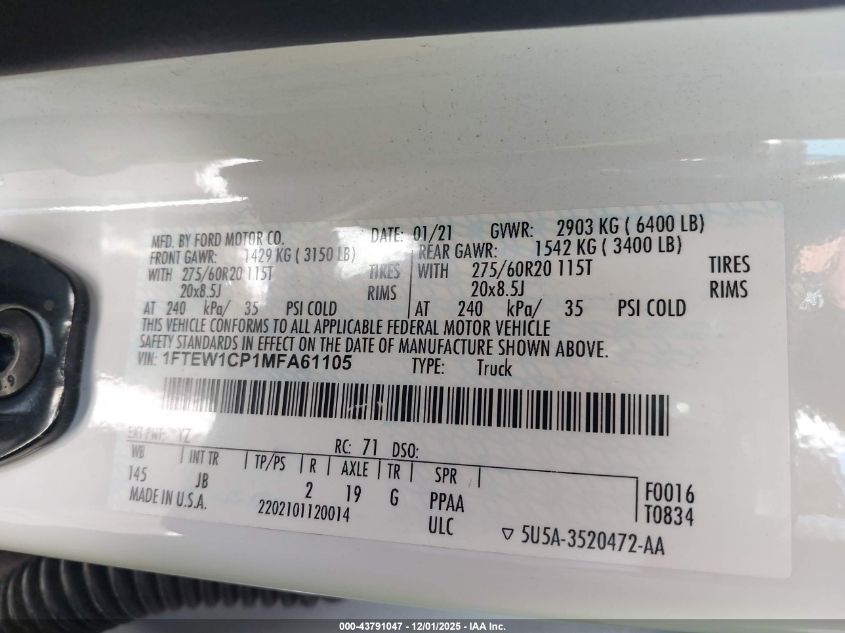 MFD. BY FORD MOTOR CO. DATE: 01/21 GVWR: 2903 KG ( 6400 LB)
FRONT GAWR: 1429 KG ( 3150 LB) REAR GAWR: 1542 KG ( 3400 LB)
WITH 275/60R20 115T TIRES WITH 275/60R20 115T TIRES
20x8.5J RIMS 20x8.5J RIMS
AT 240 kPa/ 35 PSI COLD AT 240 kPa/ 35 PSI COLD
THIS VEHICLE CONFORMS TO ALL APPLICABLE FEDERAL MOTOR VEHICLE
SAFETY STANDARDS IN EFFECT ON THE DATE OF MANUFACTURE SHOWN ABOVE.
VIN: 1FTEW1CP1MFA61105 TYPE: Truck
EXT PNT: YZ RC: 71 DSO:
WB INT TR TP/PS R AXLE TR SPR
145 JB 2 19 G PPAA F0016
MADE IN U.S.A. 2202101120014 ULC T0834
▽ 5U5A-3520472-AA
000-43791047 - 12/01/2025 - IAA Inc.